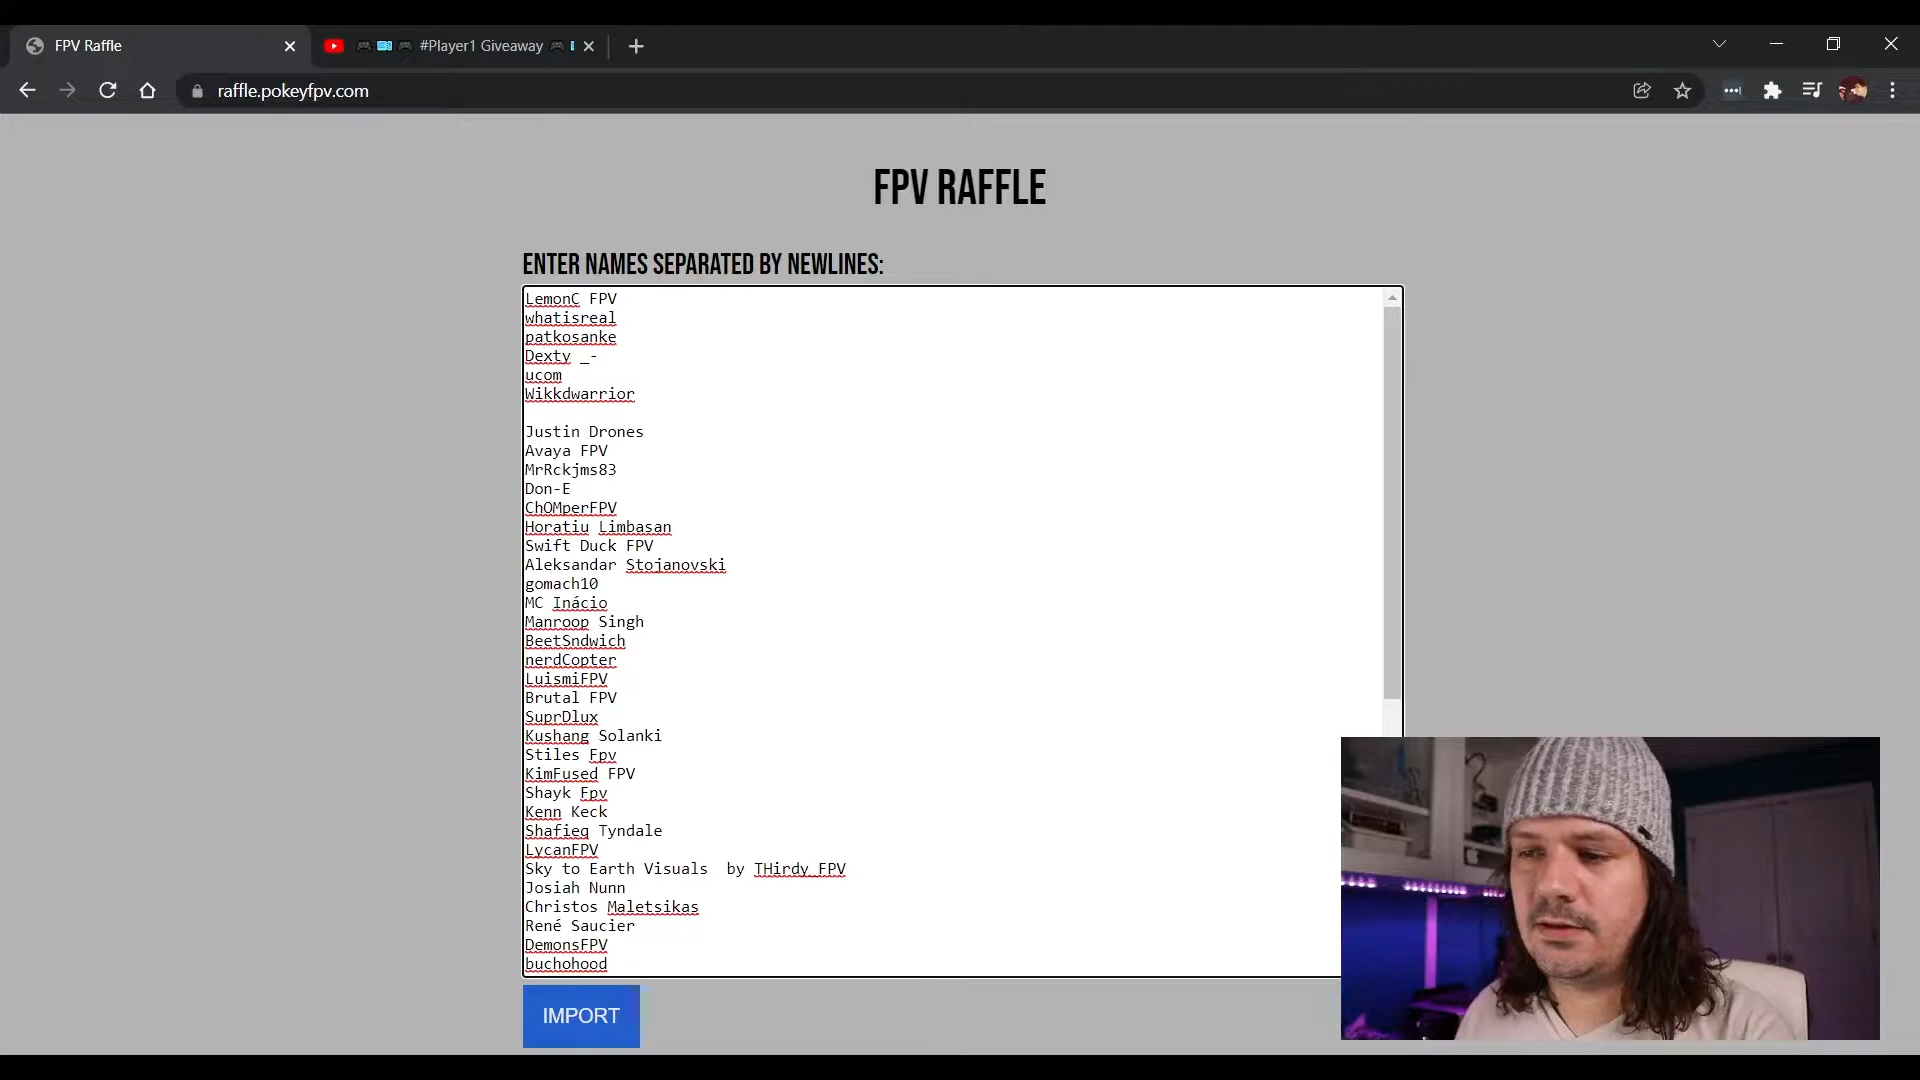 FPV Raffle
#Player1 Giveaway
raffle.pokeyfpv.com
FPV RAFFLE
ENTER NAMES SEPARATED BY NEWLINES:
LemonC FPV
whatisreal
patkosanke
Dexty _-
ucom
Wikkdwarrior
Justin Drones
Avaya FPV
MrRckjms83
Don-E
ChOMperFPV
Horatiu Limbasan
Swift Duck FPV
Aleksandar Stojanovski
gomach10
MC Inácio
Manroop Singh
BeetSndwich
nerdCopter
LuismiFPV
Brutal FPV
SuprDlux
Kushang Solanki
Stiles Fpv
KimFused FPV
Shayk Fpv
Kenn Keck
Shafieq Tyndale
LycanFPV
Sky to Earth Visuals  by THirdy_FPV
Josiah Nunn
Christos Maletsikas
René Saucier
DemonsFPV
buchohood
IMPORT